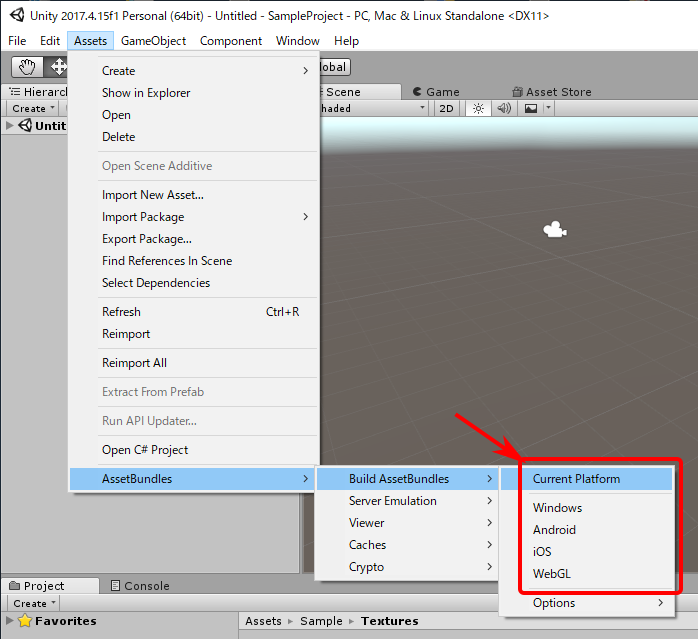 Unity 2017.4.15f1 Personal (64bit) - Untitled - SampleProject - PC, Mac & Linux Standalone <DX11>
File Edit Assets GameObject Component Window Help
Create
Show in Explorer
Open
Delete
Open Scene Additive
Import New Asset...
Import Package
Export Package...
Find References In Scene
Select Dependencies
Refresh Ctrl+R
Reimport
Reimport All
Extract From Prefab
Run API Updater...
Open C# Project
AssetBundles
Build AssetBundles
Server Emulation
Viewer
Caches
Crypto
Current Platform
Windows
Android
iOS
WebGL
Options
lobal
Hierarc
Scene Game Asset Store
Create
haded 2D
Untit
Project Console
Create
Favorites
Assets Sample Textures